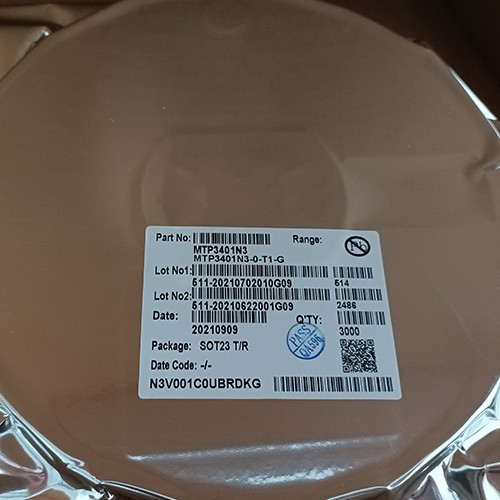 Part No: Range: Pb
MTP3401N3
MTP3401N3-0-T1-G
Lot No1:
511-20210702010G09 514
Lot No2:
511-20210622001G09 2486
Date: Q'TY:
20210909 3000
Package: SOT23 T/R
PASS
QA596
Date Code: -/-
N3V001C0UBRDKG